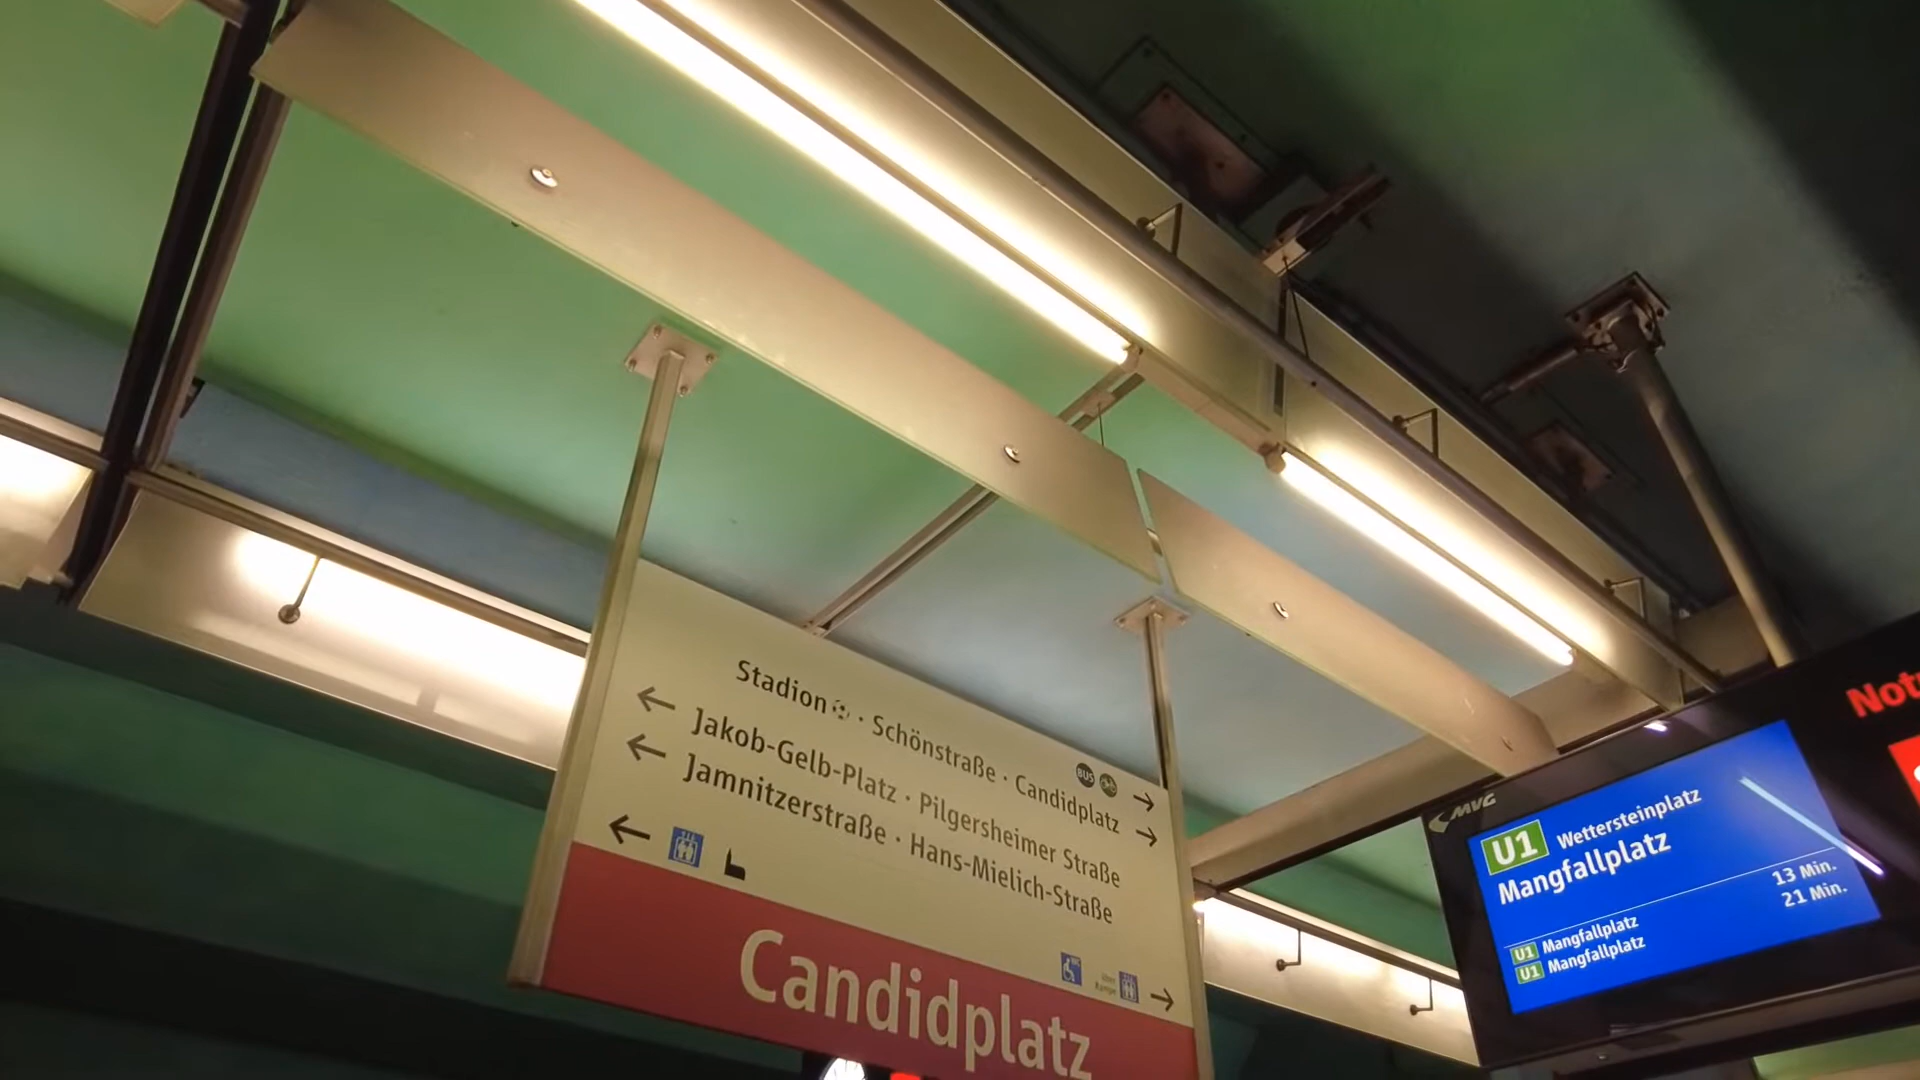 Stadion · Schönstraße · Candidplatz
BUS
Jakob-Gelb-Platz · Pilgersheimer Straße
Jamnitzerstraße · Hans-Mielich-Straße
Candidplatz
MVG
U1 Wettersteinplatz
Mangfallplatz
U1 Mangfallplatz 13 Min.
U1 Mangfallplatz 21 Min.